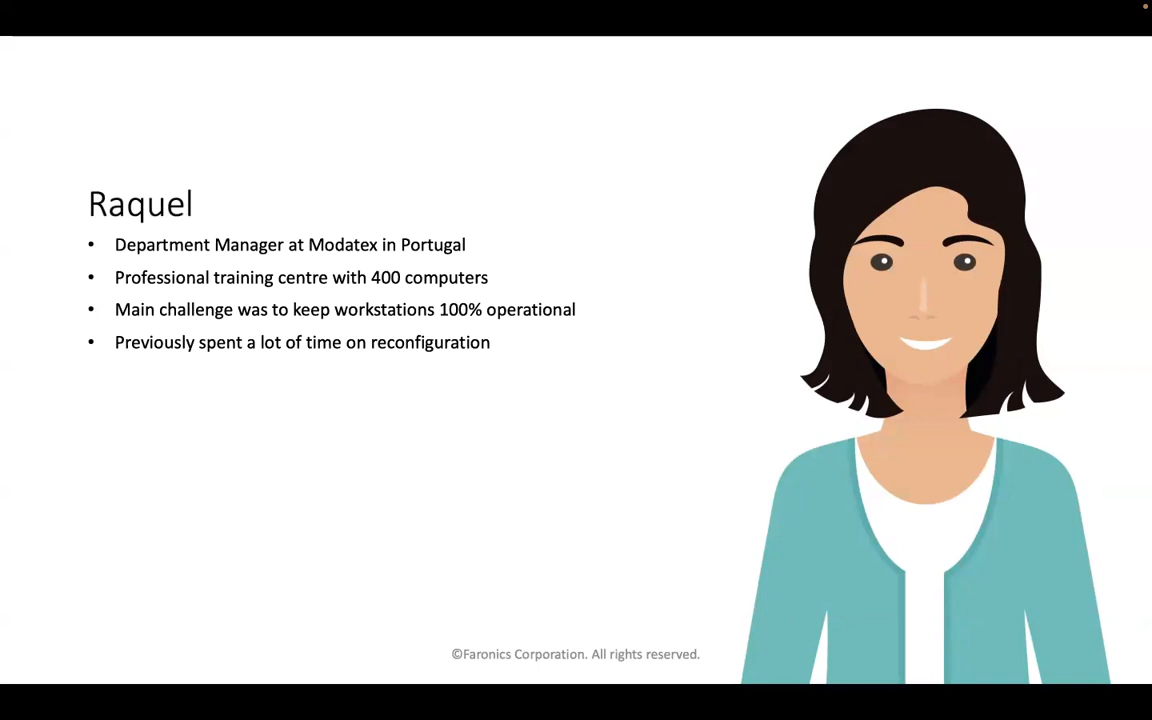 Raquel
• Department Manager at Modatex in Portugal
• Professional training centre with 400 computers
• Main challenge was to keep workstations 100% operational
• Previously spent a lot of time on reconfiguration
©Faronics Corporation. All rights reserved.